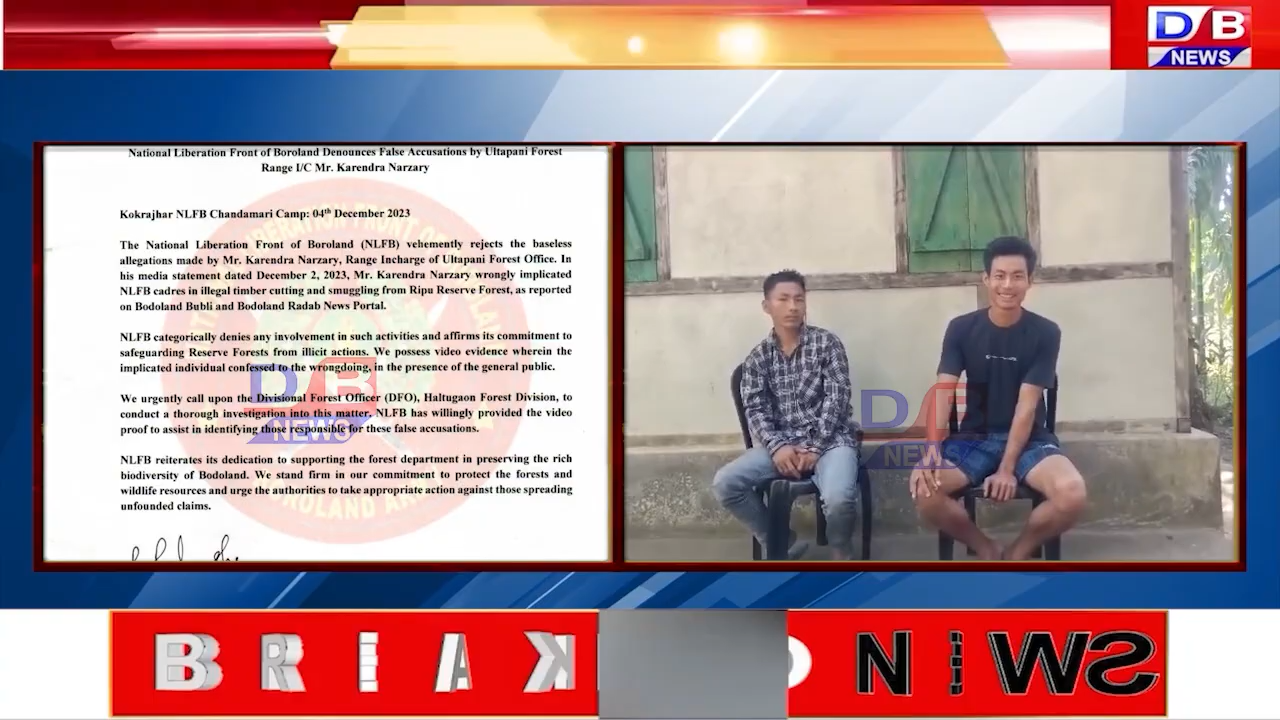 D B
NEWS
National Liberation Front of Boroland Denounces False Accusations by Ultapani Forest
Range I/C Mr. Karendra Narzary
Kokrajhar NLFB Chandamari Camp: 04th December 2023
The National Liberation Front of Boroland (NLFB) vehemently rejects the baseless
allegations made by Mr. Karendra Narzary, Range Incharge of Ultapani Forest Office. In
his media statement dated December 2, 2023, Mr. Karendra Narzary wrongly implicated
NLFB cadres in illegal timber cutting and smuggling from Ripu Reserve Forest, as reported
on Bodoland Bubli and Bodoland Radab News Portal.
NLFB categorically denies any involvement in such activities and affirms its commitment to
safeguarding Reserve Forests from illicit actions. We possess video evidence wherein the
implicated individual confessed to the wrongdoing, in the presence of the general public.
We urgently call upon the Divisional Forest Officer (DFO), Haltugaon Forest Division, to
conduct a thorough investigation into this matter. NLFB has willingly provided the video
proof to assist in identifying those responsible for these false accusations.
NLFB reiterates its dedication to supporting the forest department in preserving the rich
biodiversity of Bodoland. We stand firm in our commitment to protect the forests and
wildlife resources and urge the authorities to take appropriate action against those spreading
unfounded claims.
D B
NEWS
D B
NEWS
BREAK NEWS